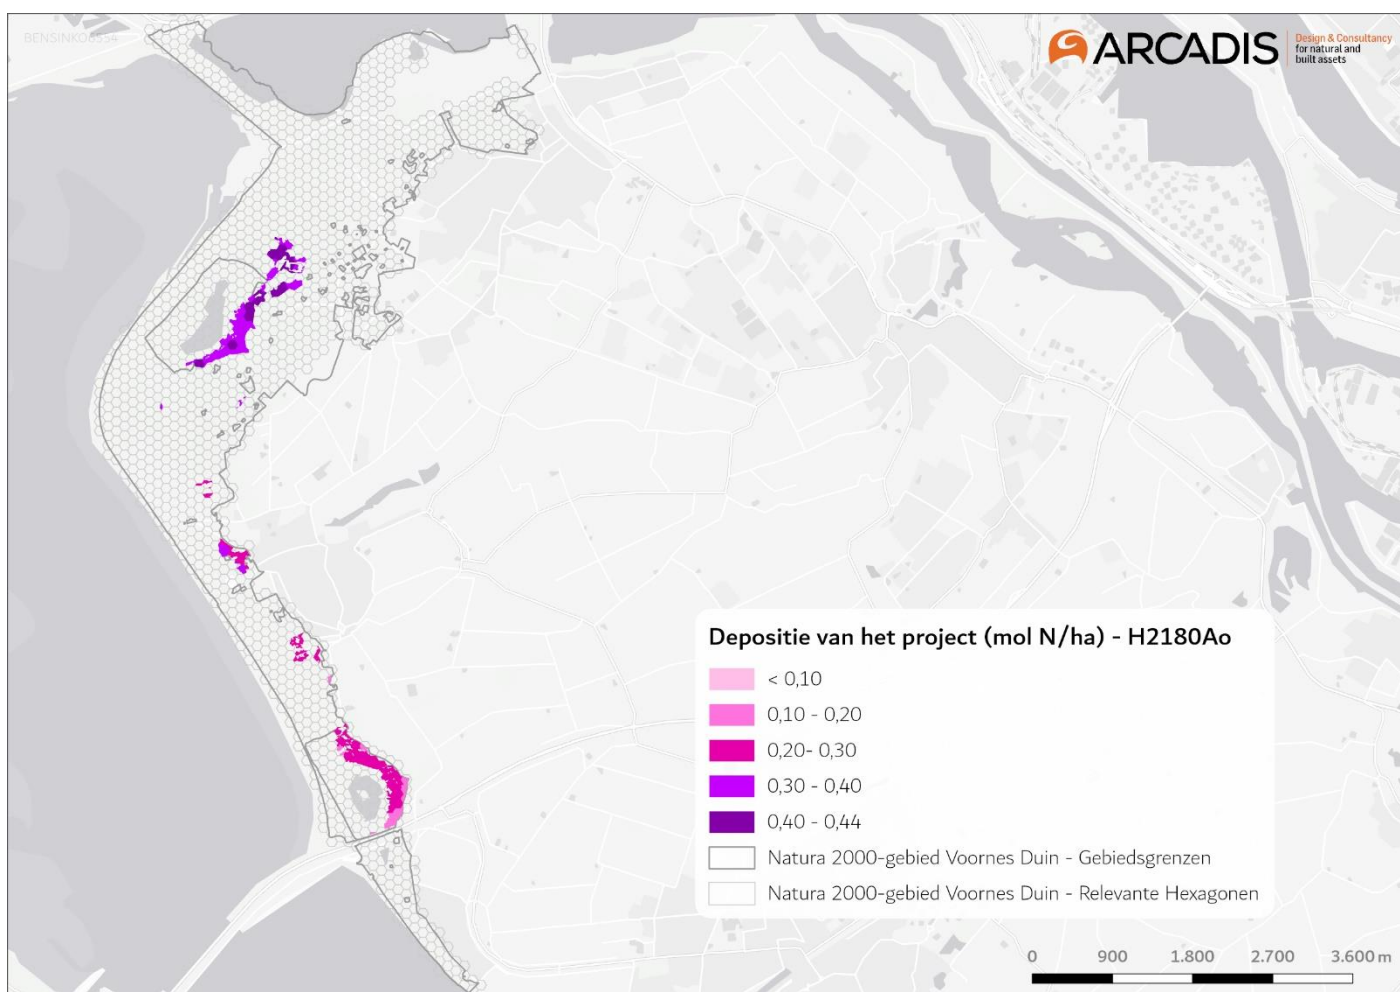 BENSINKO6554
ARCADIS
Design & Consultancy
for natural and
built assets
Depositie van het project (mol N/ha) - H2180Ao
< 0,10
0,10 - 0,20
0,20- 0,30
0,30 - 0,40
0,40 - 0,44
Natura 2000-gebied Voornes Duin - Gebiedsgrenzen
Natura 2000-gebied Voornes Duin - Relevante Hexagonen
0 900 1.800 2.700 3.600 m